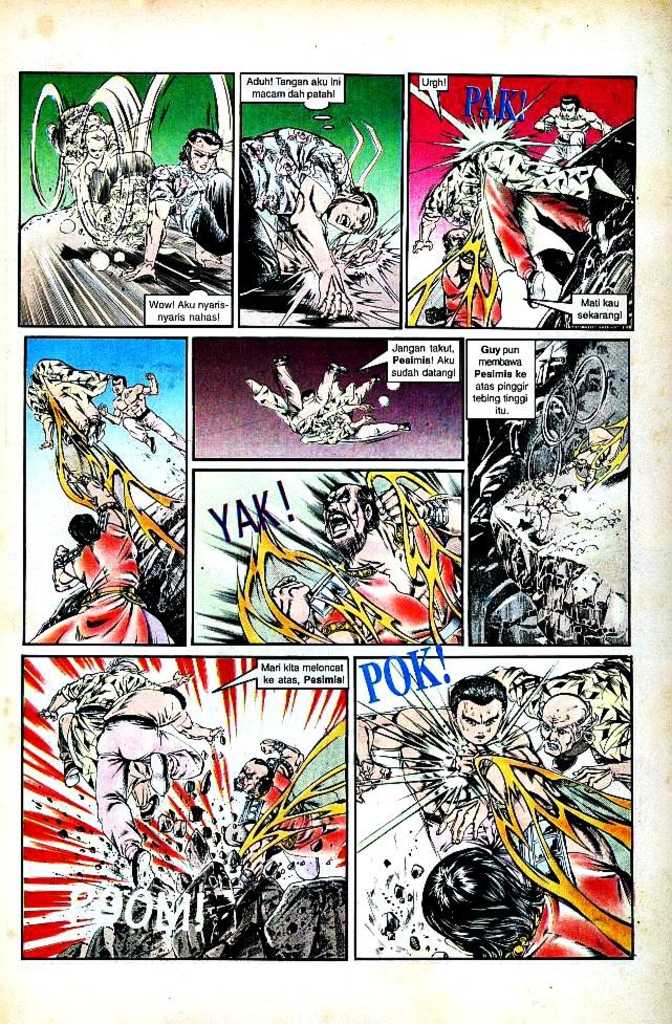 Wow! Aku nyaris-
nyaris nahas!
Aduh! Tangan aku ini
macam dah patah!
Urgh!
PAK!
Mati kau
sekarang!
Jangan takut,
Pesimis! Aku
sudah datang!
YAK!
Guy pun
membawa
Pesimis ke
atas pinggir
tebing tinggi
itu.
Mari kita meloncat
ke atas, Pesimis!
POOM!
POK!